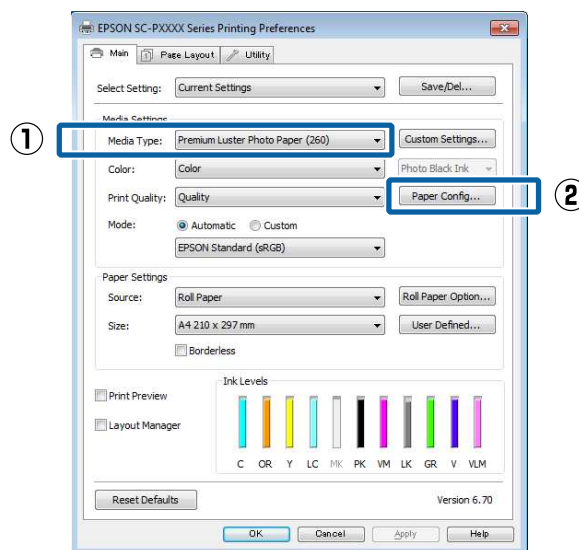 EPSON SC-PXXXX Series Printing Preferences
Main Page Layout Utility
Select Setting: Current Settings Save/Del...
Media Settings
① Media Type: Premium Luster Photo Paper (260) Custom Settings...
Color: Color Photo Black Ink
Print Quality: Quality Paper Config... ②
Mode: Automatic Custom
EPSON Standard (sRGB)
Paper Settings
Source: Roll Paper Roll Paper Option...
Size: A4 210 x 297 mm User Defined...
Borderless
Ink Levels
Print Preview
Layout Manager
C OR Y LC MK PK VM LK GR V VLM
Reset Defaults Version 6.70
OK Cancel Apply Help